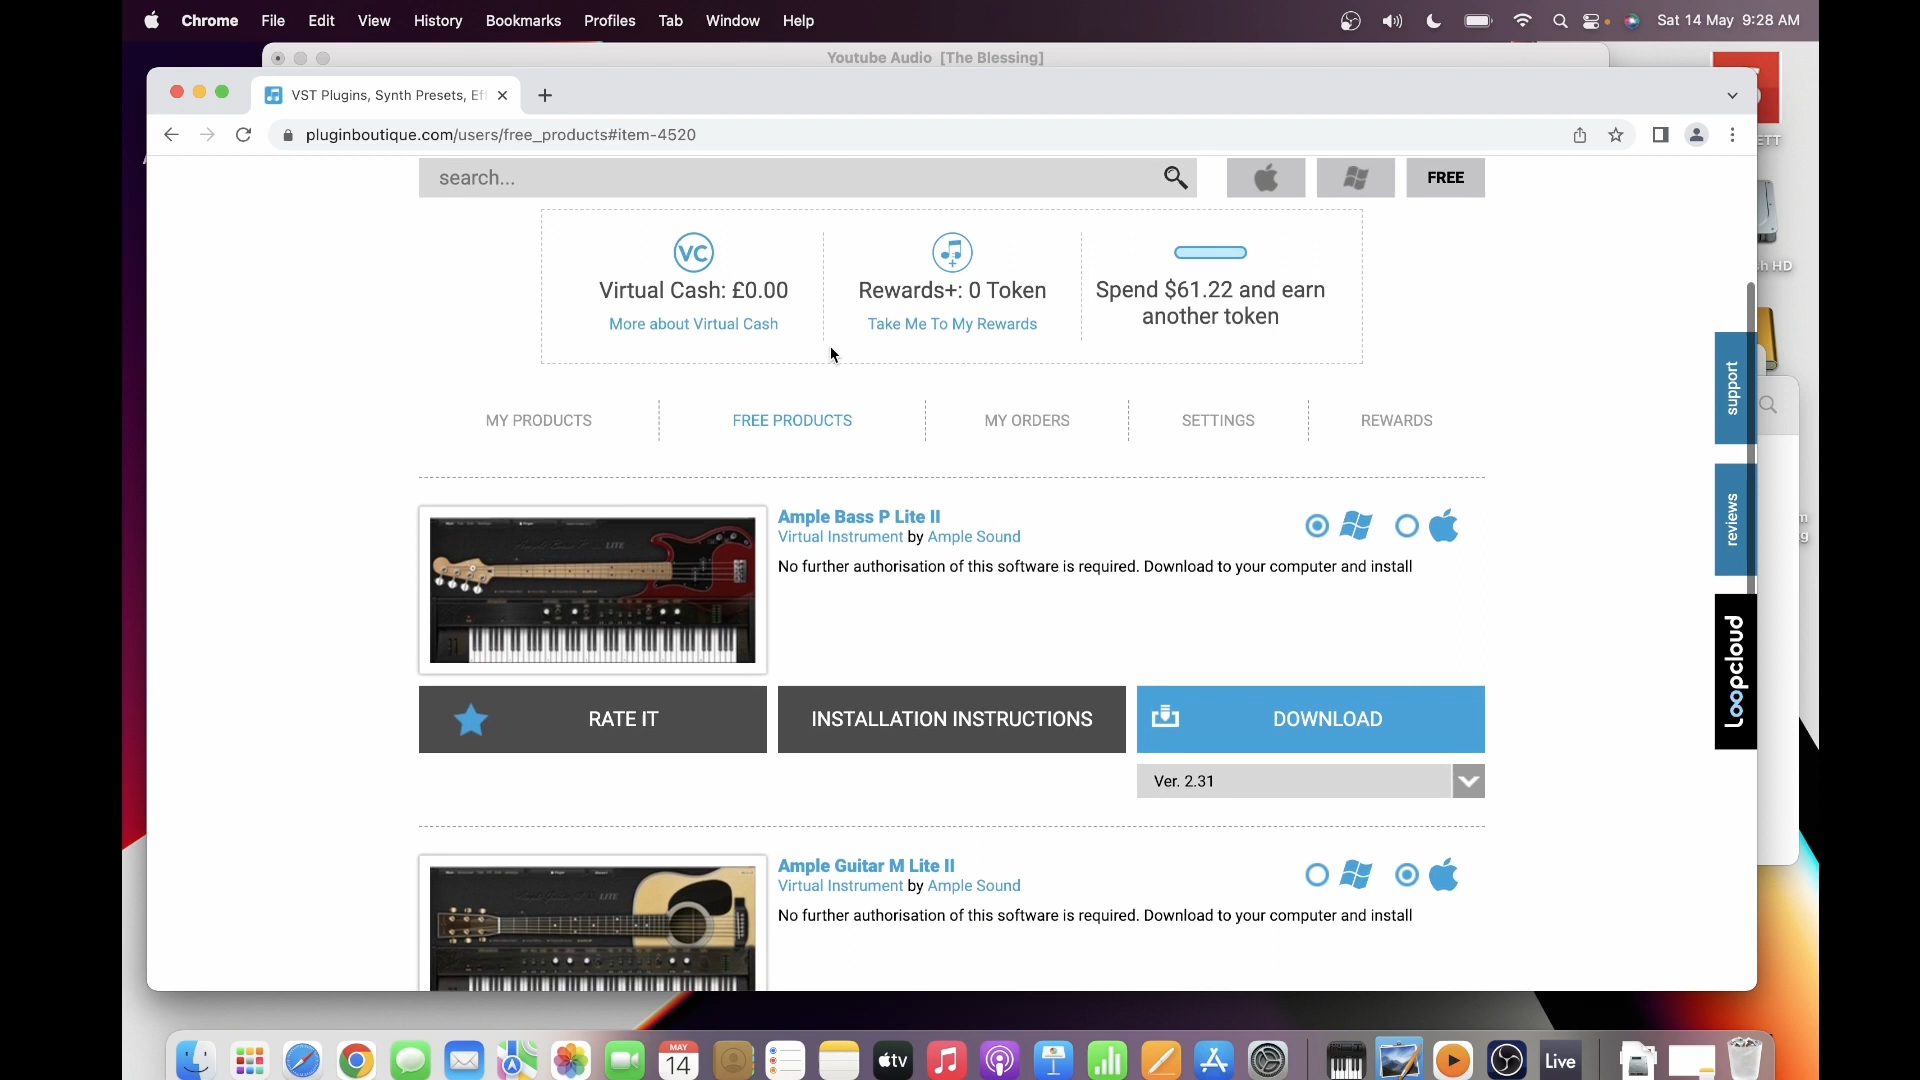 Chrome File Edit View History Bookmarks Profiles Tab Window Help Sat 14 May 9:28 AM
Youtube Audio [The Blessing]
VST Plugins, Synth Presets, Eff
pluginboutique.com/users/free_products#item-4520
search...
FREE
VC
Virtual Cash: £0.00
More about Virtual Cash
Rewards+: 0 Token
Take Me To My Rewards
Spend $61.22 and earn
another token
MY PRODUCTS FREE PRODUCTS MY ORDERS SETTINGS REWARDS
Ample Bass P Lite II
Virtual Instrument by Ample Sound
No further authorisation of this software is required. Download to your computer and install
RATE IT INSTALLATION INSTRUCTIONS DOWNLOAD
Ver. 2.31
Ample Guitar M Lite II
Virtual Instrument by Ample Sound
No further authorisation of this software is required. Download to your computer and install
support
reviews
Loopcloud
ETT
h HD
MAY
14
tv
Live